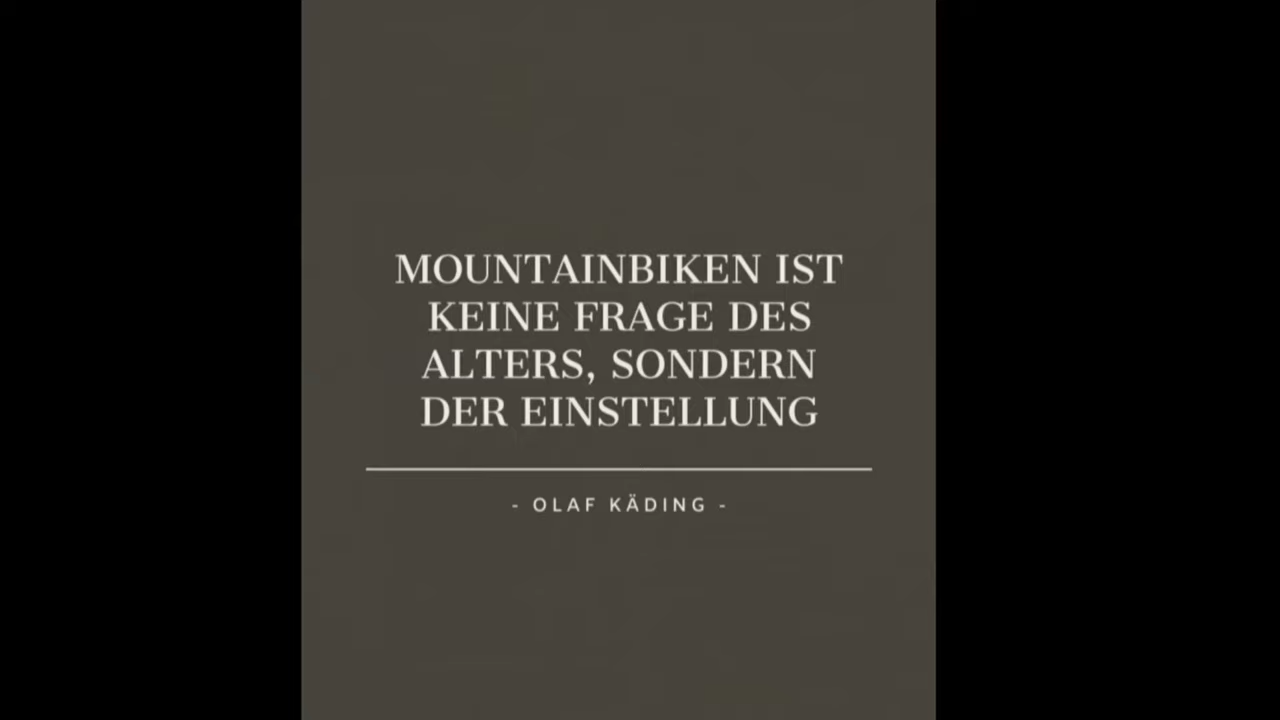 MOUNTAINBIKEN IST
KEINE FRAGE DES
ALTERS, SONDERN
DER EINSTELLUNG
- OLAF KÄDING -